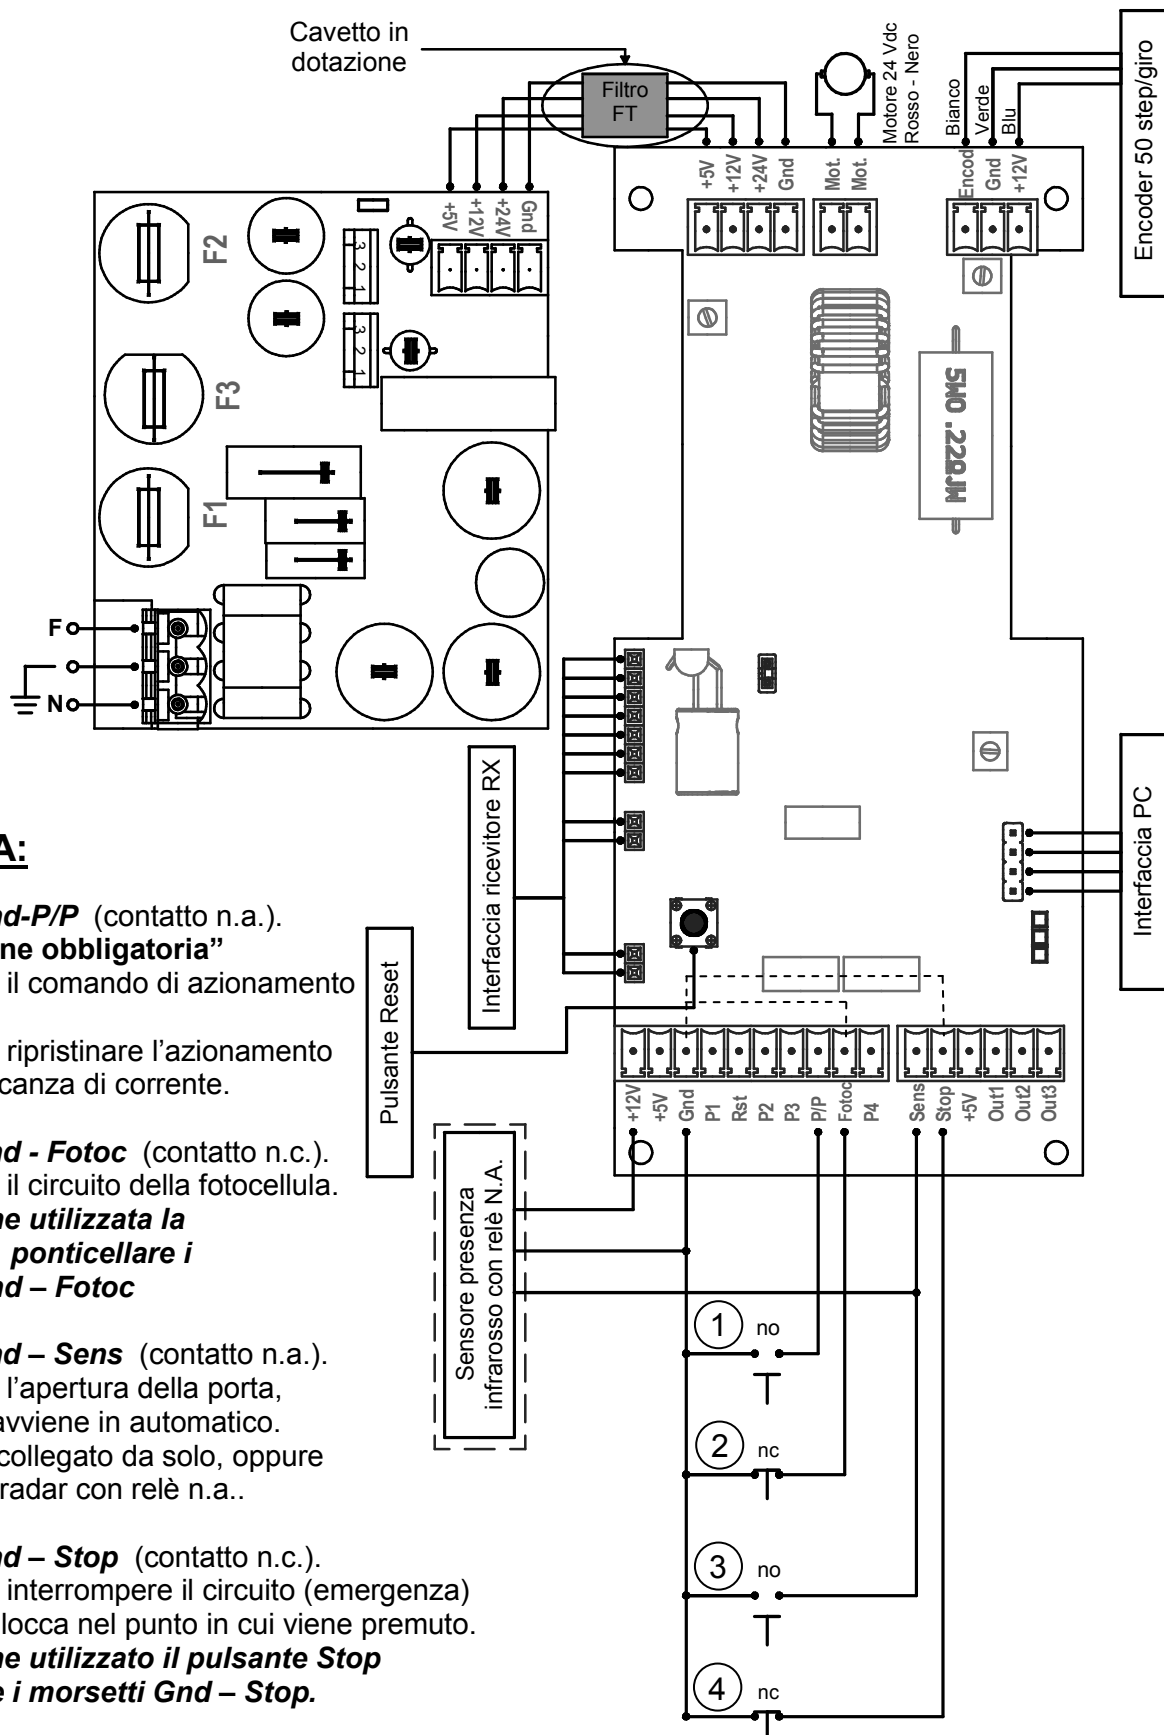 Cavetto in
dotazione
Filtro
FT
Motore 24 Vdc
Rosso - Nero
Bianco
Verde
Blu
Encoder 50 step/giro
+5V
+12V
+24V
Gnd
Mot.
Mot.
Encod
Gnd
+12V
+5V
+12V
+24V
Gnd
F2
F3
F1
3 2 1
3 2 1
5W0 .22ΩJW
F
N
Interfaccia ricevitore RX
Interfaccia PC
Pulsante Reset
+12V
+5V
Gnd
P1
Rst
P2
P3
P/P
Fotoc
P4
Sens
Stop
+5V
Out1
Out2
Out3
Sensore presenza
infrarosso con relè N.A.
1 no
2 nc
3 no
4 nc
A:
nd-P/P (contatto n.a.).
ne obbligatoria”
il comando di azionamento
ripristinare l’azionamento
canza di corrente.
nd - Fotoc (contatto n.c.).
il circuito della fotocellula.
ne utilizzata la
ponticellare i
nd – Fotoc
nd – Sens (contatto n.a.).
l’apertura della porta,
avviene in automatico.
collegato da solo, oppure
radar con relè n.a..
nd – Stop (contatto n.c.).
interrompere il circuito (emergenza)
locca nel punto in cui viene premuto.
ne utilizzato il pulsante Stop
e i morsetti Gnd – Stop.